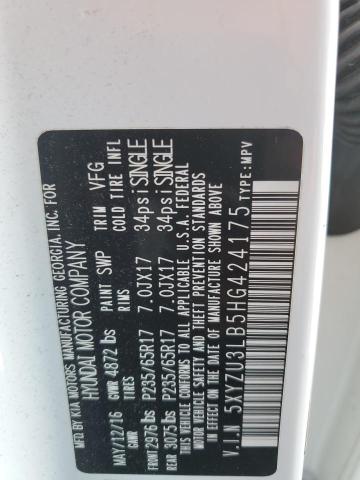 MFD BY KIA MOTORS MANUFACTURING GEORGIA, INC. FOR
HYUNDAI MOTOR COMPANY
PAINT SWP TRIM VFG
MAY/12/16 GVWR 4872 lbs
GAWR TIRES RIMS COLD TIRE INFL
FRONT 2976 lbs P235/65R17 7.0JX17 34psi SINGLE
REAR 3075 lbs P235/65R17 7.0JX17 34psi SINGLE
THIS VEHICLE CONFORMS TO ALL APPLICABLE U.S.A. FEDERAL
MOTOR VEHICLE SAFETY AND THEFT PREVENTION STANDARDS
IN EFFECT ON THE DATE OF MANUFACTURE SHOWN ABOVE.
V.I.N 5XYZU3LB5HG424175 TYPE: MPV